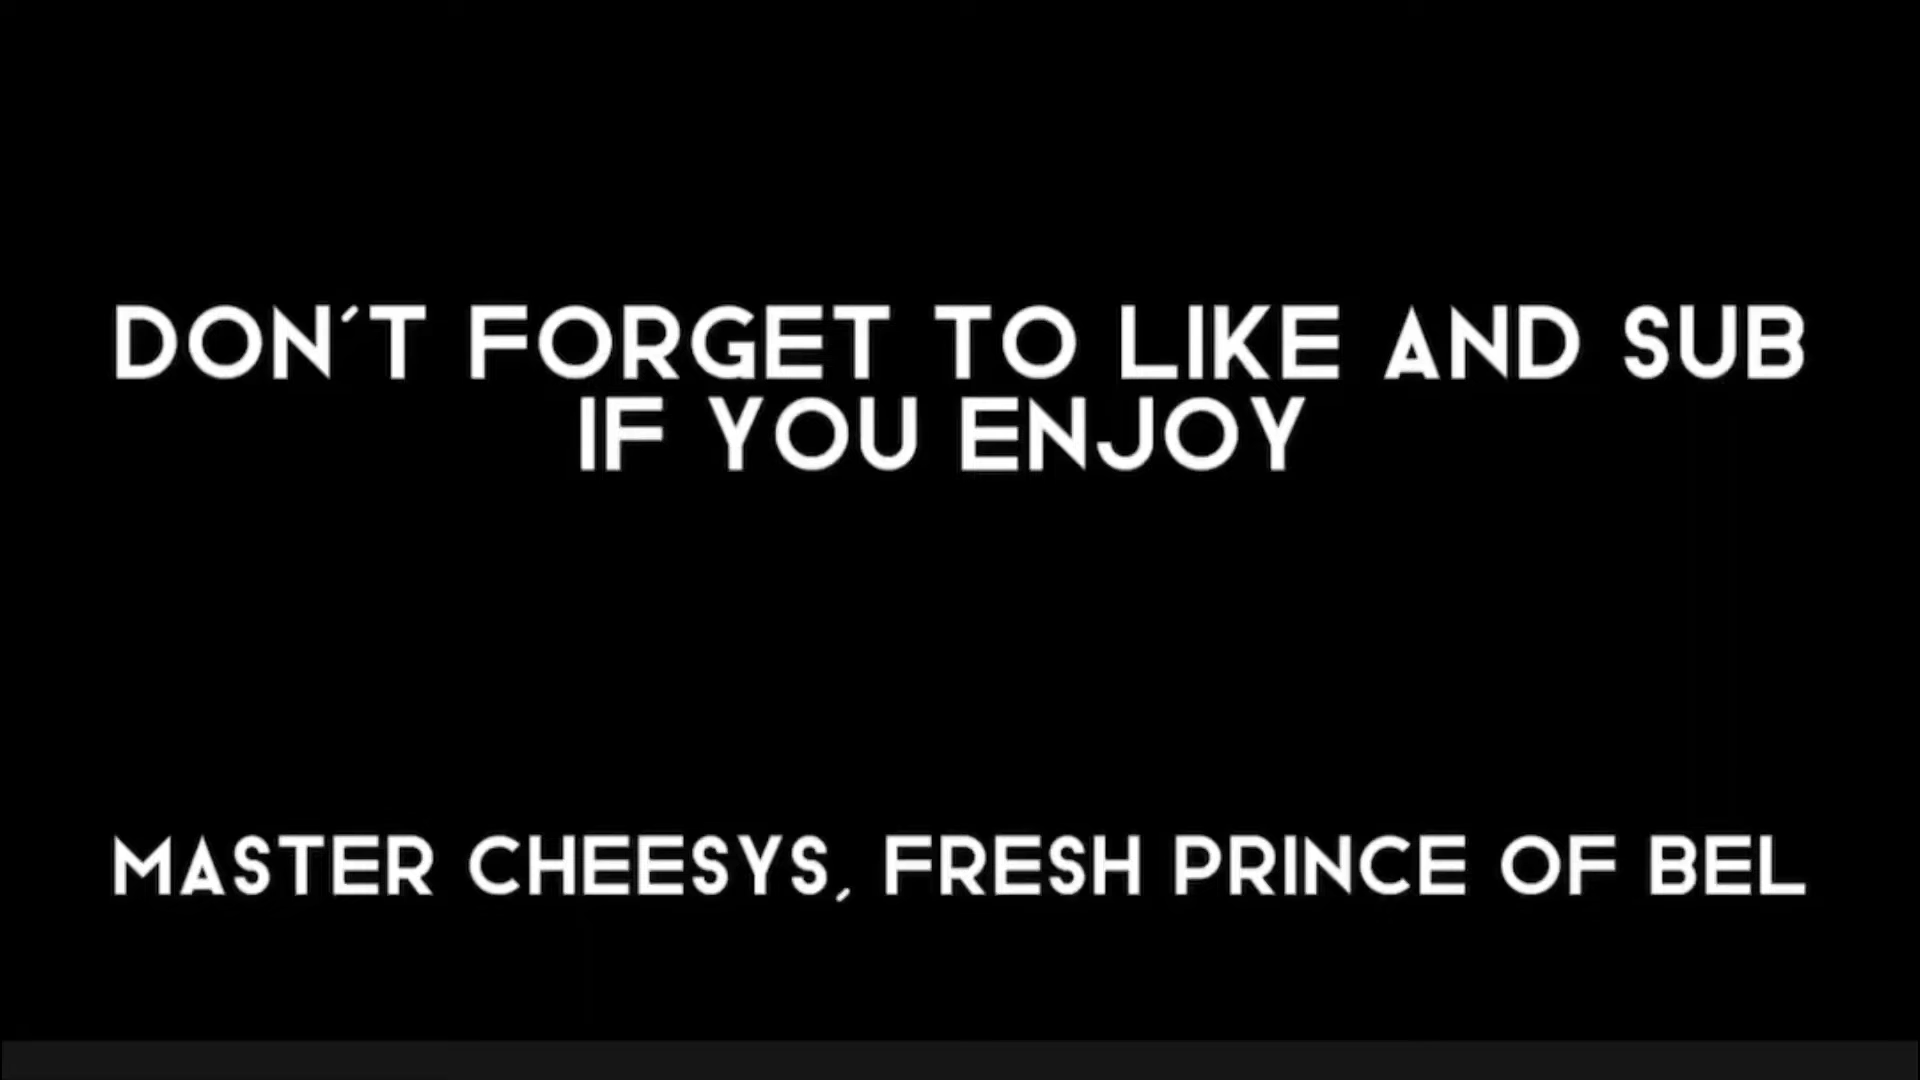 DON´T FORGET TO LIKE AND SUB
IF YOU ENJOY
MASTER CHEESYS, FRESH PRINCE OF BEL